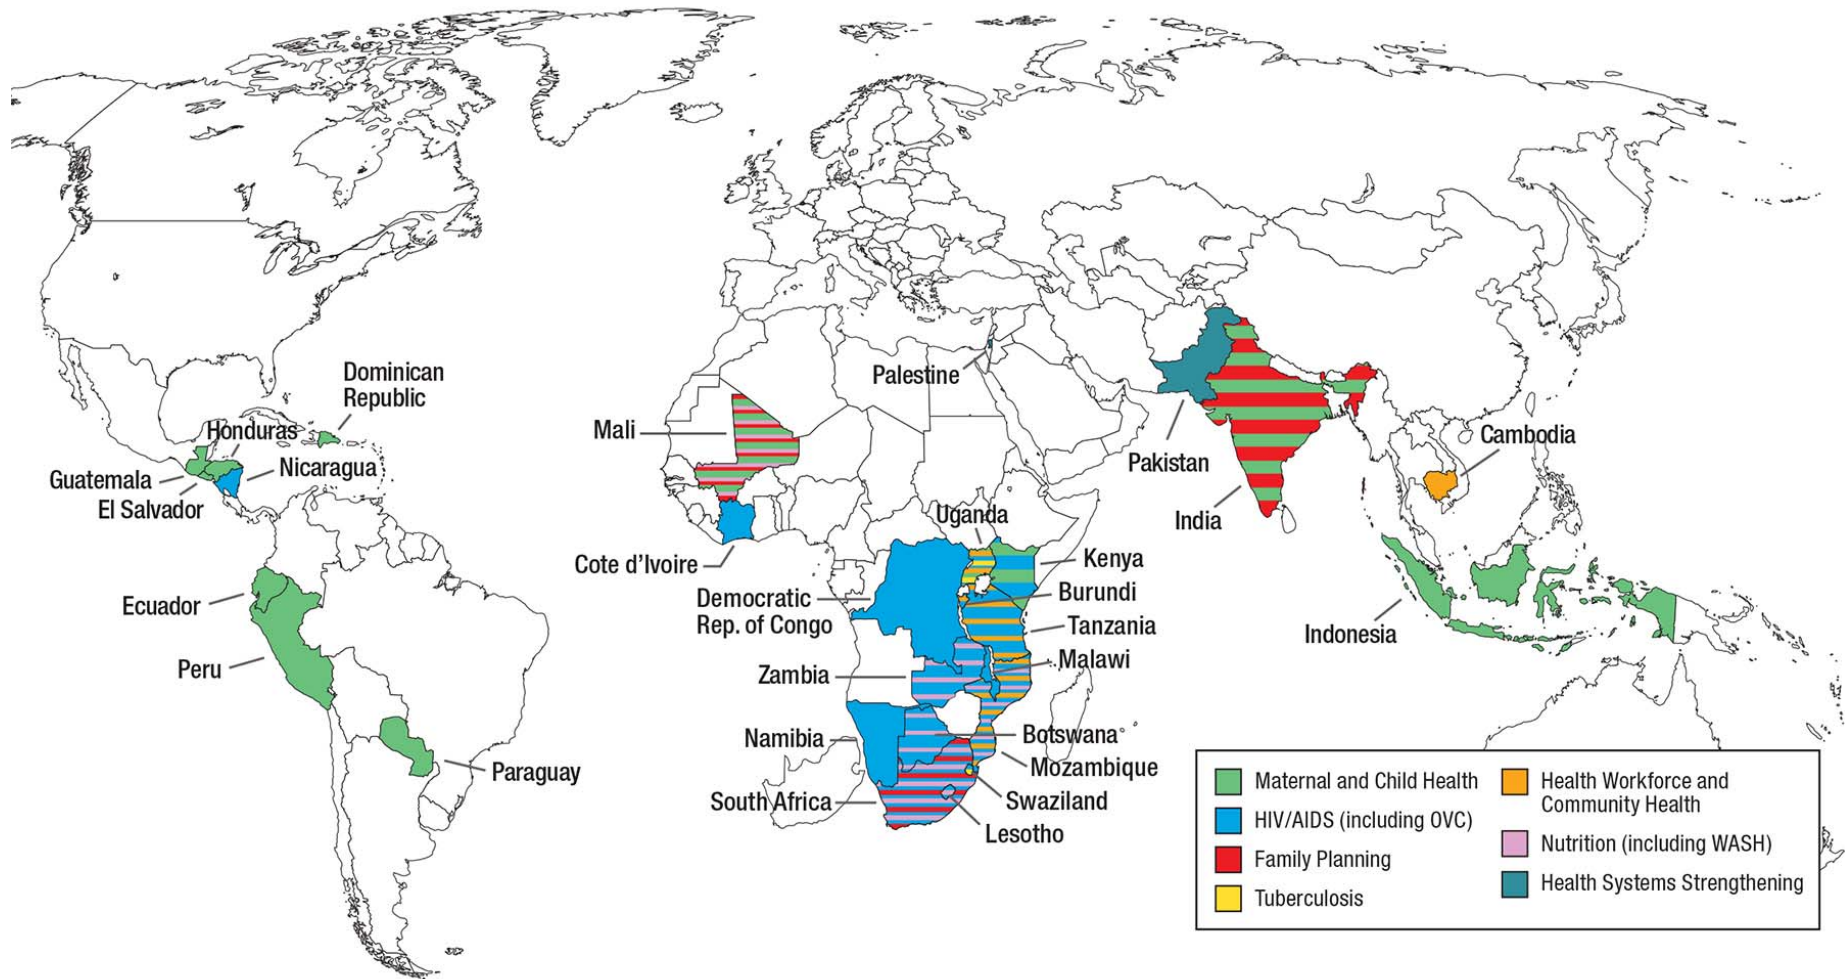 Dominican
Republic
Honduras
Nicaragua
Guatemala
El Salvador
Ecuador
Peru
Paraguay
Palestine
Mali
Cote d'Ivoire
Uganda
Kenya
Democratic
Rep. of Congo
Burundi
Tanzania
Malawi
Zambia
Namibia
Botswana
Mozambique
South Africa
Swaziland
Lesotho
Pakistan
India
Cambodia
Indonesia
Maternal and Child Health
HIV/AIDS (including OVC)
Family Planning
Tuberculosis
Health Workforce and
Community Health
Nutrition (including WASH)
Health Systems Strengthening